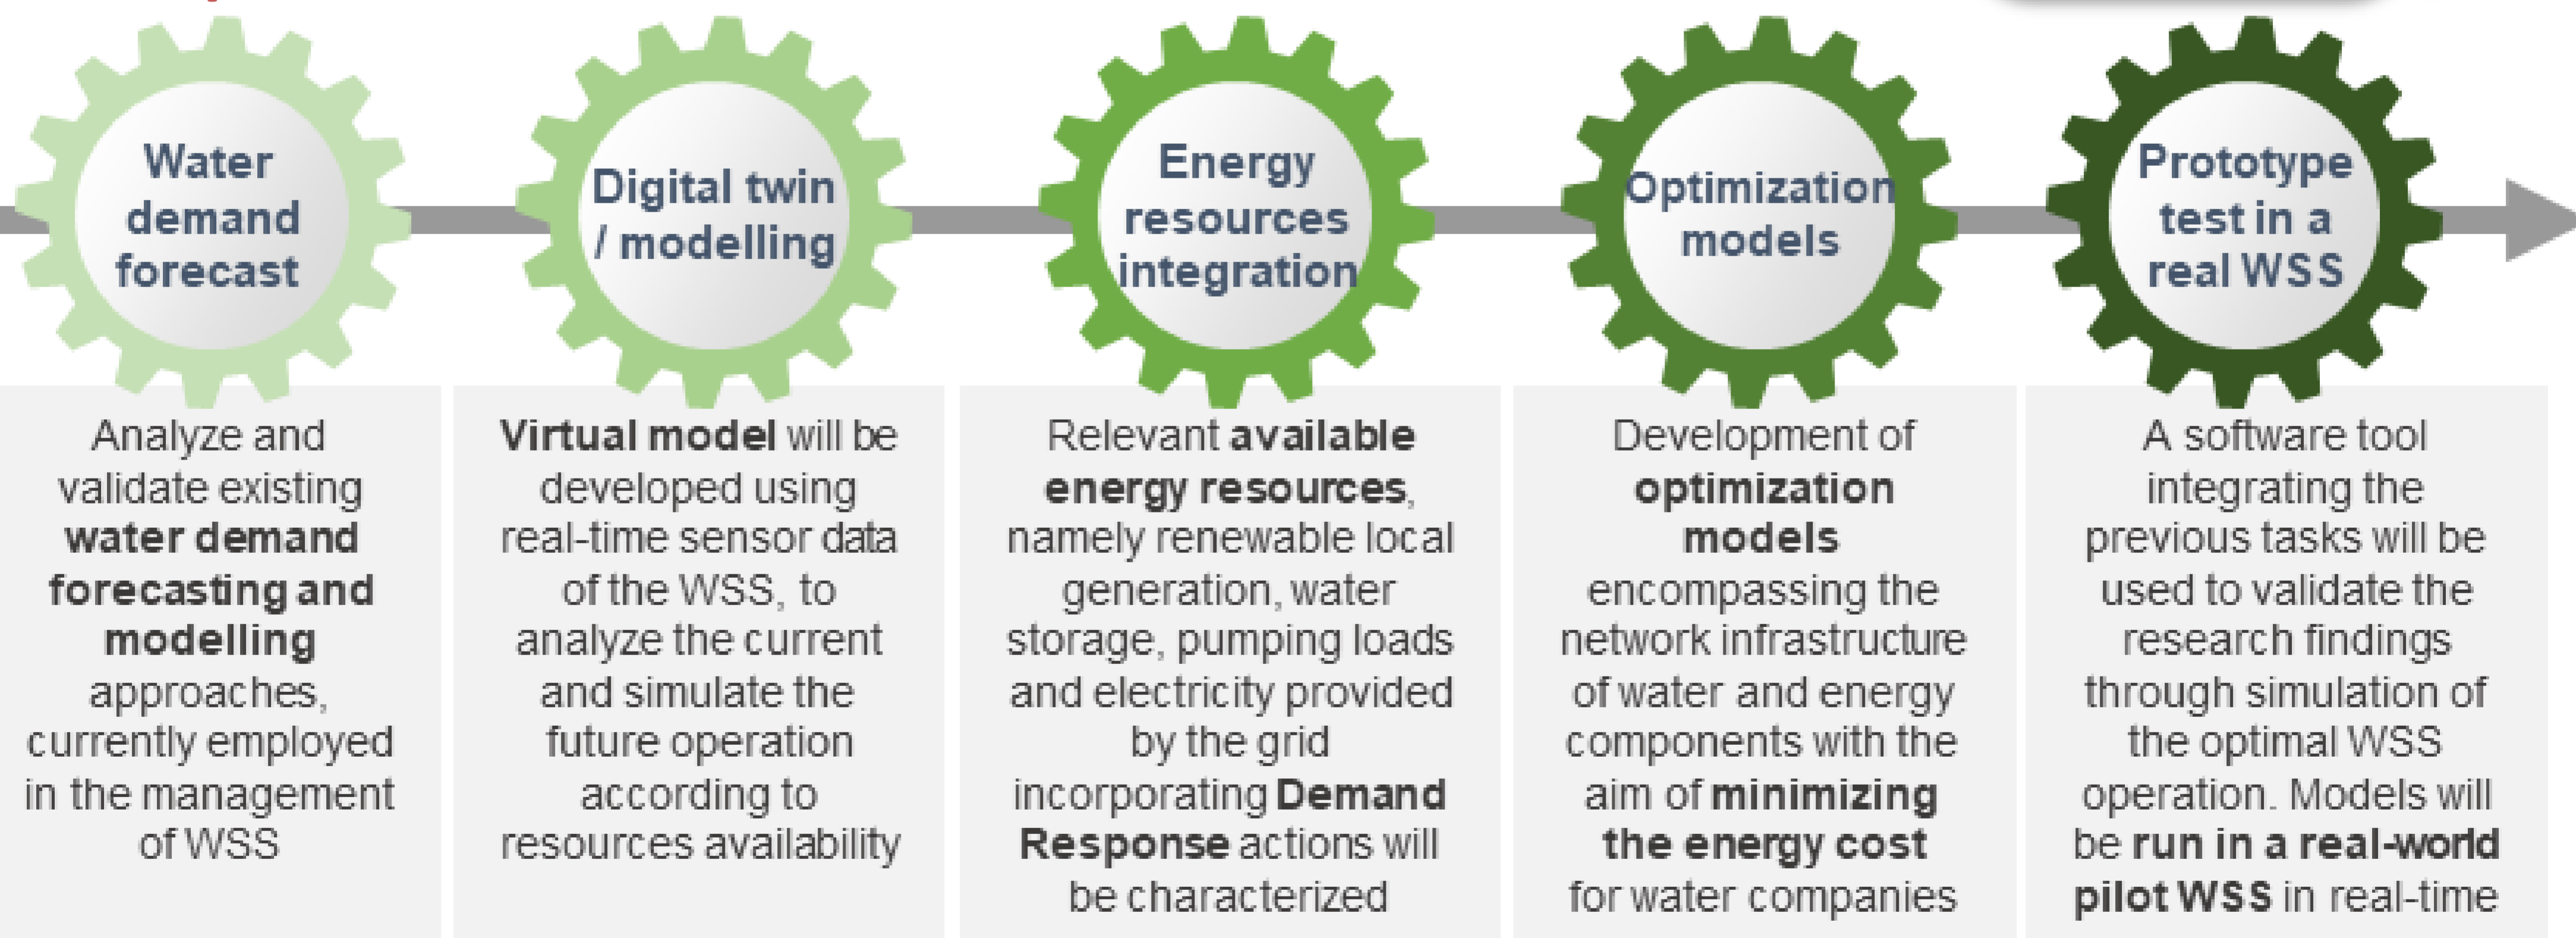 Water
demand
forecast
Digital twin
/ modelling
Energy
resources
integration
Optimization
models
Prototype
test in a
real WSS
Analyze and
validate existing
water demand
forecasting and
modelling
approaches,
currently employed
in the management
of WSS
Virtual model will be
developed using
real-time sensor data
of the WSS, to
analyze the current
and simulate the
future operation
according to
resources availability
Relevant available
energy resources,
namely renewable local
generation, water
storage, pumping loads
and electricity provided
by the grid
incorporating Demand
Response actions will
be characterized
Development of
optimization
models
encompassing the
network infrastructure
of water and energy
components with the
aim of minimizing
the energy cost
for water companies
A software tool
integrating the
previous tasks will be
used to validate the
research findings
through simulation of
the optimal WSS
operation. Models will
be run in a real-world
pilot WSS in real-time